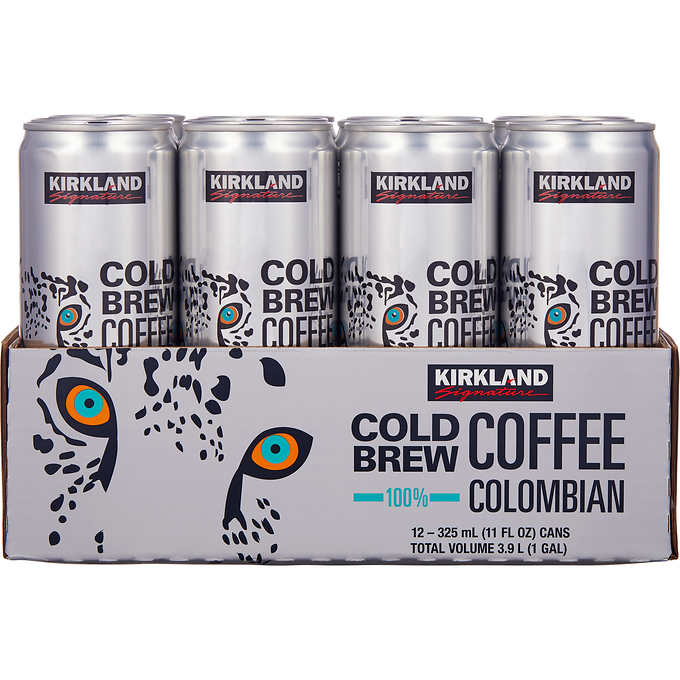 KIRKLAND
Signature
COLD
BREW
COFFEE
KIRKLAND
Signature
COLD
BREW
COFFEE
KIRKLAND
Signature
COLD
BREW
COFFEE
KIRKLAND
Signature
COLD
BREW
COFFEE
KIRKLAND
Signature
COLD BREW COFFEE
100% COLOMBIAN
12 – 325 mL (11 FL OZ) CANS
TOTAL VOLUME 3.9 L (1 GAL)